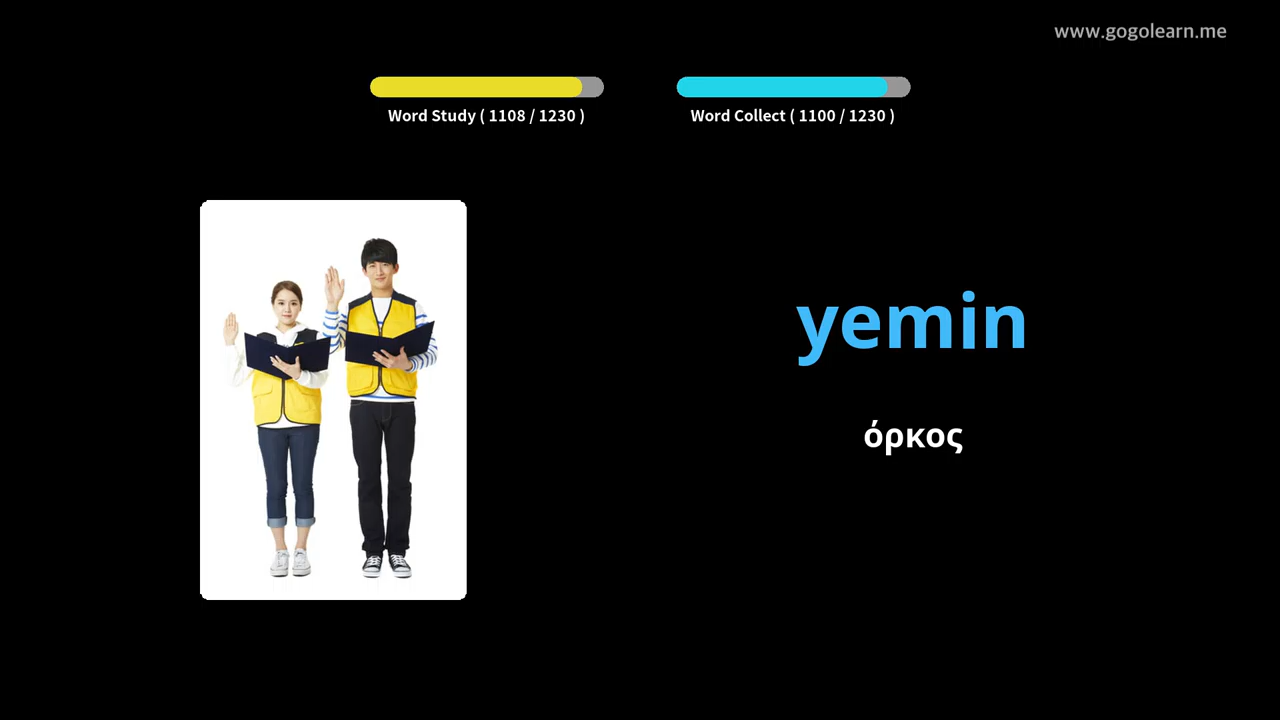 www.gogolearn.me
Word Study ( 1108 / 1230 )
Word Collect ( 1100 / 1230 )
yemin
όρκος